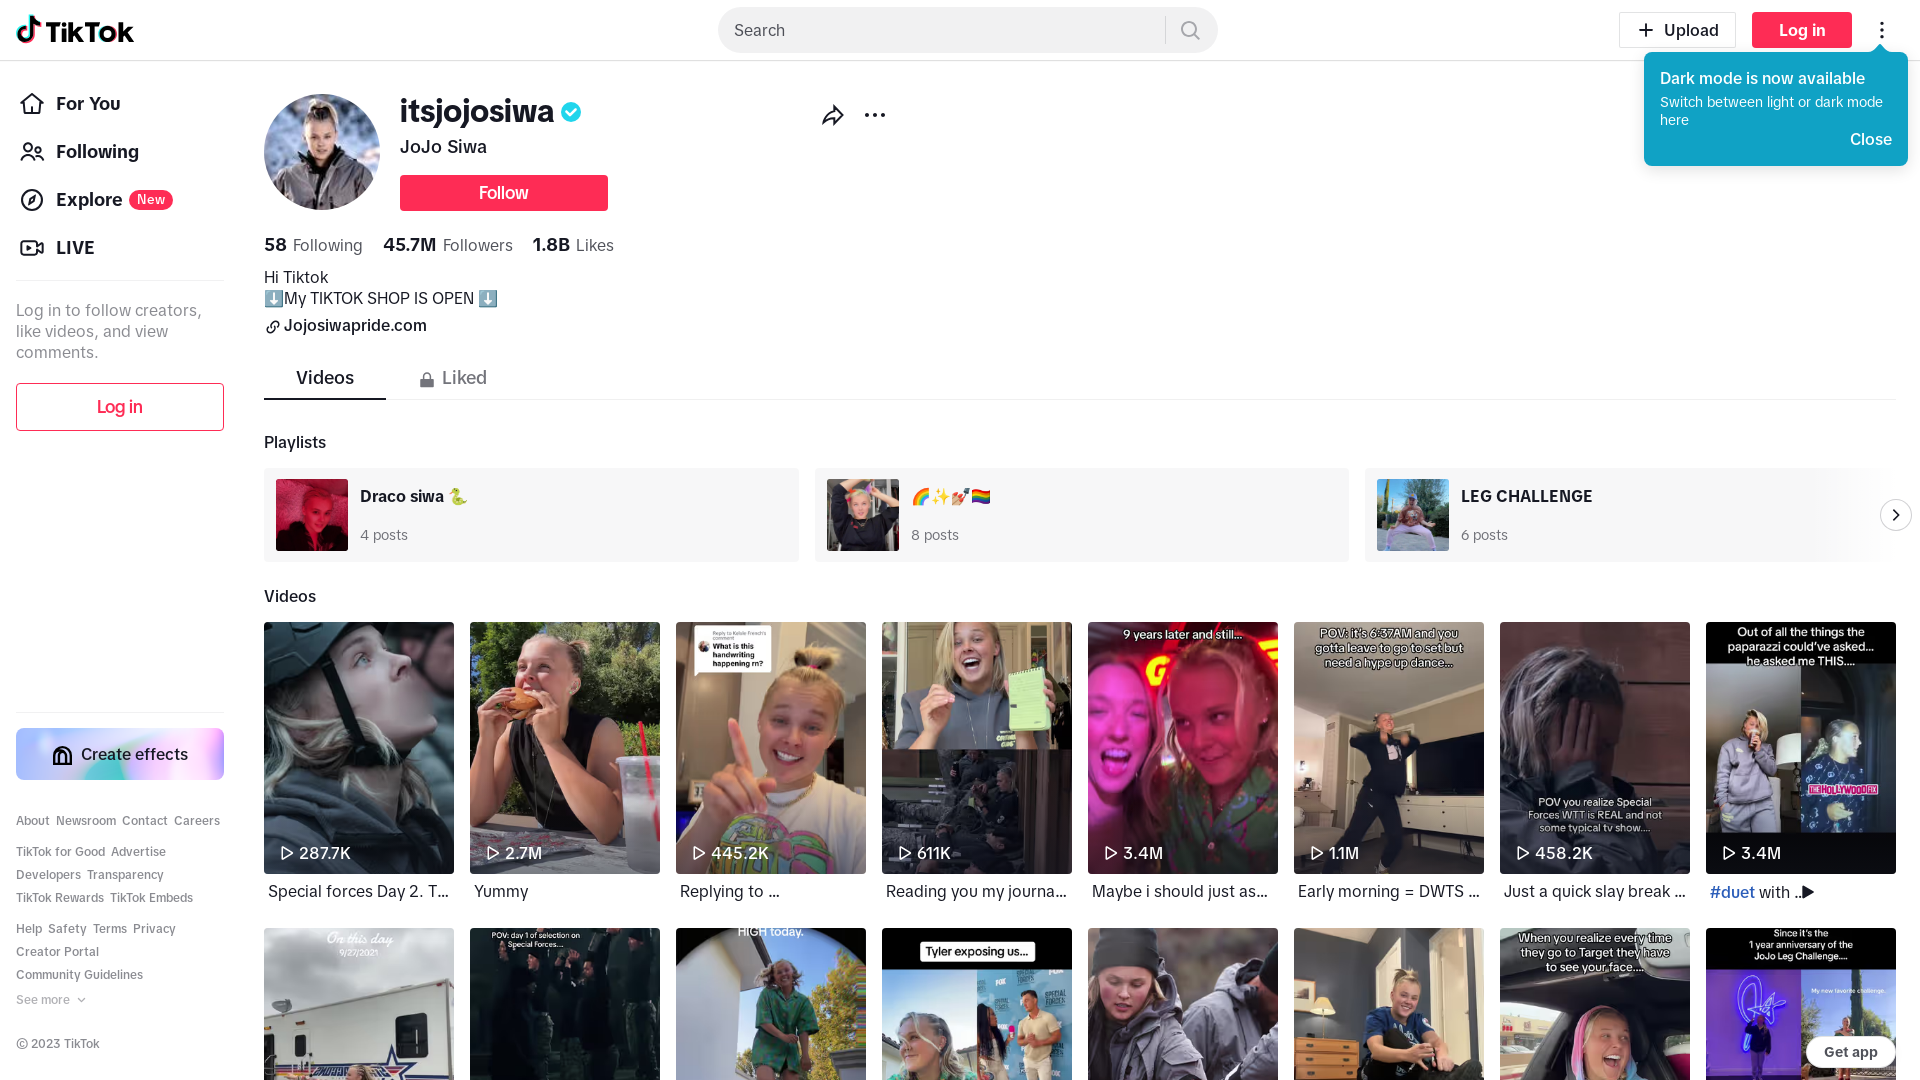 TikTok
Search
Upload
Log in
Dark mode is now available
Switch between light or dark mode
here
Close
For You
Following
Explore New
LIVE
Log in to follow creators,
like videos, and view
comments.
Log in
Create effects
About Newsroom Contact Careers
TikTok for Good Advertise
Developers Transparency
TikTok Rewards TikTok Embeds
Help Safety Terms Privacy
Creator Portal
Community Guidelines
See more
© 2023 TikTok
itsjojosiwa
JoJo Siwa
Follow
58 Following 45.7M Followers 1.8B Likes
Hi Tiktok
⬇️My TIKTOK SHOP IS OPEN ⬇️
Jojosiwapride.com
Videos Liked
Playlists
Draco siwa 🐍
4 posts
🌈✨💅🏼🏳️‍🌈
8 posts
LEG CHALLENGE
6 posts
Videos
287.7K
Special forces Day 2. T...
2.7M
Yummy
Reply to Kalole French's
comment
What is this
handwriting
happening rn?
445.2K
Replying to ...
611K
Reading you my journa...
9 years later and still...
3.4M
Maybe i should just as...
POV: it's 6:37AM and you
gotta leave to go to set but
need a hype up dance...
1.1M
Early morning = DWTS ...
POV you realize Special
Forces WTT is REAL and not
some typical tv show....
458.2K
Just a quick slay break ...
Out of all the things the
paparazzi could've asked...
he asked me THIS....
THE HOLLYWOOD FIX
3.4M
#duet with ...
On this day
9/27/2021
POV: day 1 of selection on
Special Forces...
HIGH today.
Tyler exposing us...
FOX
SPECIAL
FORCES
When you realize every time
they go to Target they have
to see your face....
Since it's the
1 year anniversary of the
JoJo Leg Challenge....
My new favorite challenge.
Get app